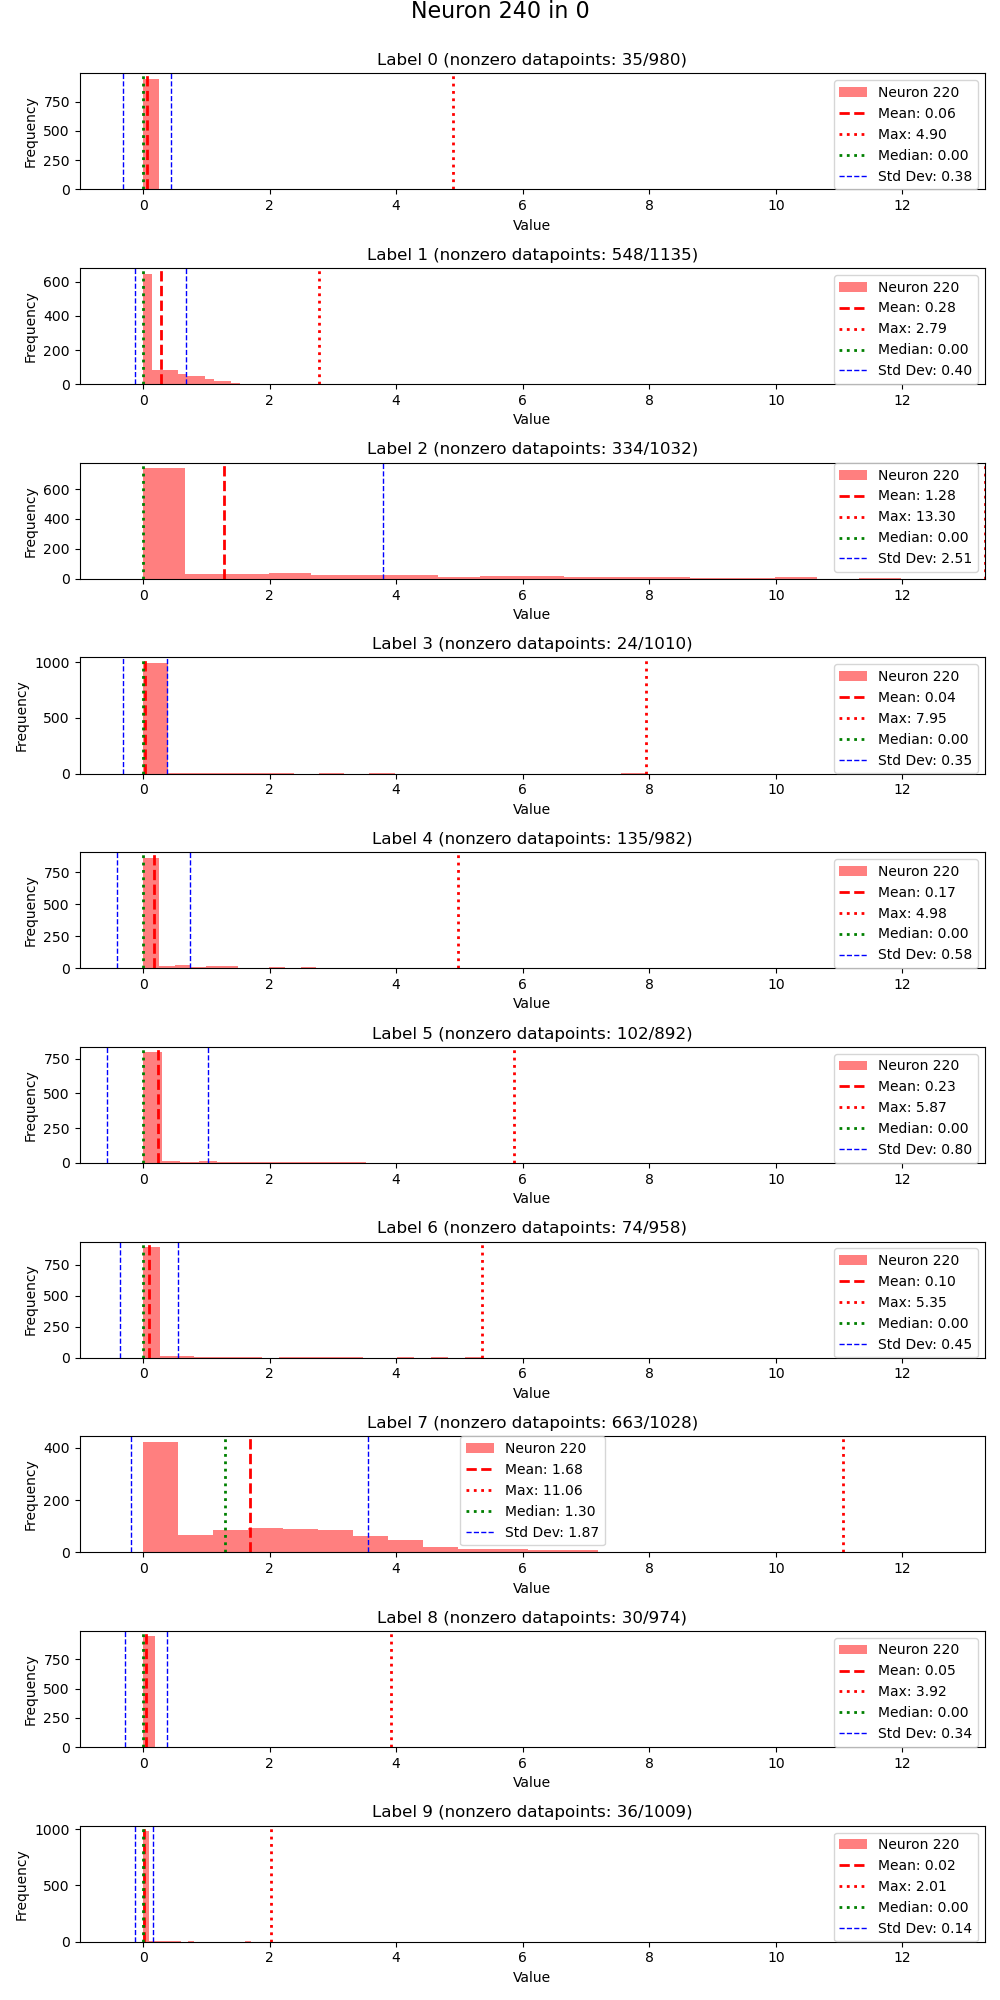 Neuron 240 in 0
Label 0 (nonzero datapoints: 35/980)
Frequency
750
500
250
0
Neuron 220
Mean: 0.06
Max: 4.90
Median: 0.00
Std Dev: 0.38
0 2 4 6 8 10 12
Value
Label 1 (nonzero datapoints: 548/1135)
Frequency
600
400
200
0
Neuron 220
Mean: 0.28
Max: 2.79
Median: 0.00
Std Dev: 0.40
0 2 4 6 8 10 12
Value
Label 2 (nonzero datapoints: 334/1032)
Frequency
600
400
200
0
Neuron 220
Mean: 1.28
Max: 13.30
Median: 0.00
Std Dev: 2.51
0 2 4 6 8 10 12
Value
Label 3 (nonzero datapoints: 24/1010)
Frequency
1000
500
0
Neuron 220
Mean: 0.04
Max: 7.95
Median: 0.00
Std Dev: 0.35
0 2 4 6 8 10 12
Value
Label 4 (nonzero datapoints: 135/982)
Frequency
750
500
250
0
Neuron 220
Mean: 0.17
Max: 4.98
Median: 0.00
Std Dev: 0.58
0 2 4 6 8 10 12
Value
Label 5 (nonzero datapoints: 102/892)
Frequency
750
500
250
0
Neuron 220
Mean: 0.23
Max: 5.87
Median: 0.00
Std Dev: 0.80
0 2 4 6 8 10 12
Value
Label 6 (nonzero datapoints: 74/958)
Frequency
750
500
250
0
Neuron 220
Mean: 0.10
Max: 5.35
Median: 0.00
Std Dev: 0.45
0 2 4 6 8 10 12
Value
Label 7 (nonzero datapoints: 663/1028)
Frequency
400
200
0
Neuron 220
Mean: 1.68
Max: 11.06
Median: 1.30
Std Dev: 1.87
0 2 4 6 8 10 12
Value
Label 8 (nonzero datapoints: 30/974)
Frequency
750
500
250
0
Neuron 220
Mean: 0.05
Max: 3.92
Median: 0.00
Std Dev: 0.34
0 2 4 6 8 10 12
Value
Label 9 (nonzero datapoints: 36/1009)
Frequency
1000
500
0
Neuron 220
Mean: 0.02
Max: 2.01
Median: 0.00
Std Dev: 0.14
0 2 4 6 8 10 12
Value